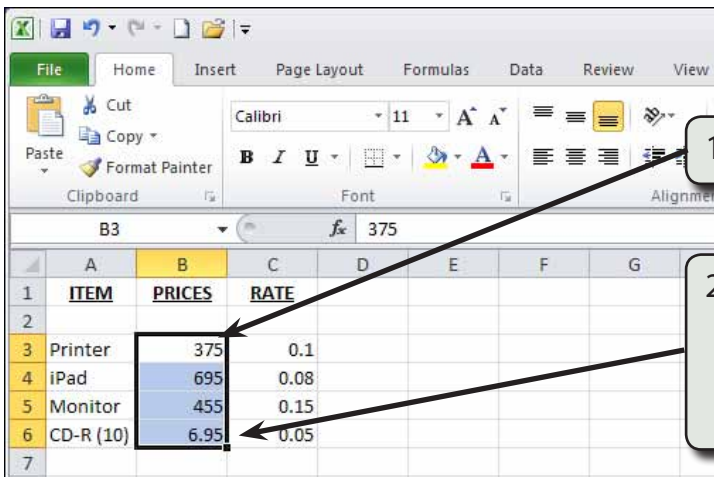 File Home Insert Page Layout Formulas Data Review View
Cut
Calibri 11 A A
Copy
Paste
Format Painter
B I U A
Clipboard Font
B3 fx 375
A B C D E F G
1 ITEM PRICES RATE
2
3 Printer 375 0.1
4 iPad 695 0.08
5 Monitor 455 0.15
6 CD-R (10) 6.95 0.05
7
1
2